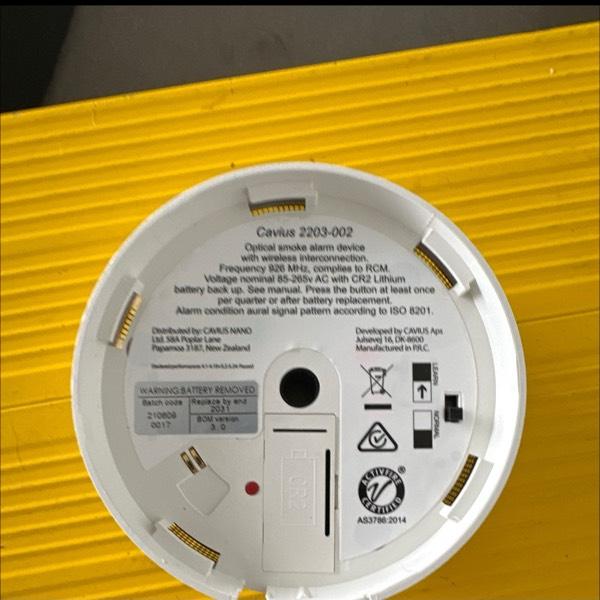 Cavius 2203-002
Optical smoke alarm device
with wireless interconnection.
Frequency 926 MHz, complies to RCM.
Voltage nominal 85-265v AC with CR2 Lithium
battery back up. See manual. Press the button at least once
per quarter or after battery replacement.
Alarm condition aural signal pattern according to ISO 8201.
Distributed by: CAVIUS NANO
Ltd. 58A Poplar Lane
Papamoa 3187, New Zealand
Developed by CAVIUS Aps
Julsøvej 16, DK-8600
Manufactured in P.R.C.
WARNING:BATTERY REMOVED
Batch code
210609
0017
Replace by end
2031
BOM version
3.0
LEARN
NORMAL
CR2
ACTIVFIRE
CERTIFIED
®
AS3786:2014